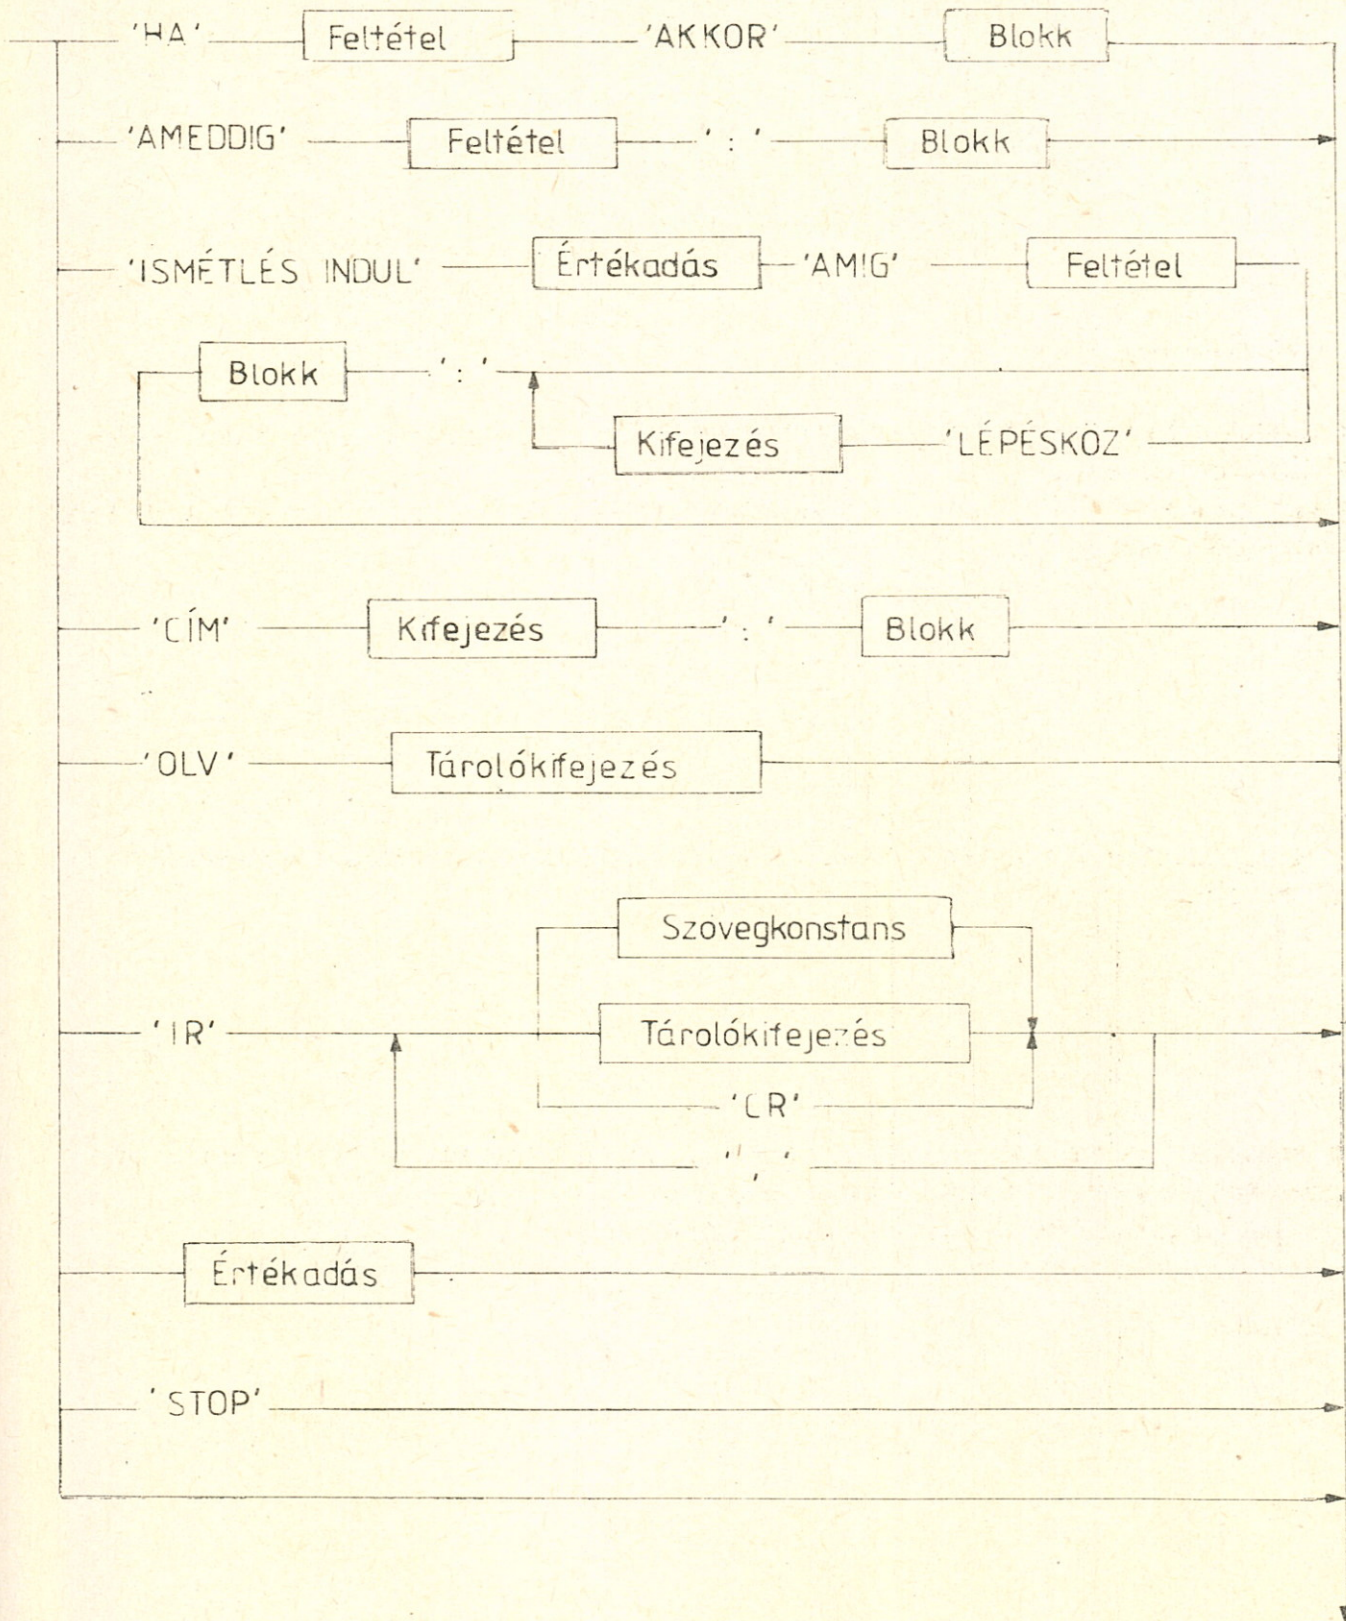 'HA' Feltétel 'AKKOR' Blokk
'AMEDDIG' Feltétel ':' Blokk
'ISMÉTLÉS INDUL' Értékadás 'AMIG' Feltétel
Blokk ':'
Kifejezés 'LÉPÉSKÖZ'
'CÍM' Kifejezés ':' Blokk
'OLV' Tárolókifejezés
Szövegkonstans
'IR' Tárolókifejezés
'CR'
','
Értékadás
'STOP'